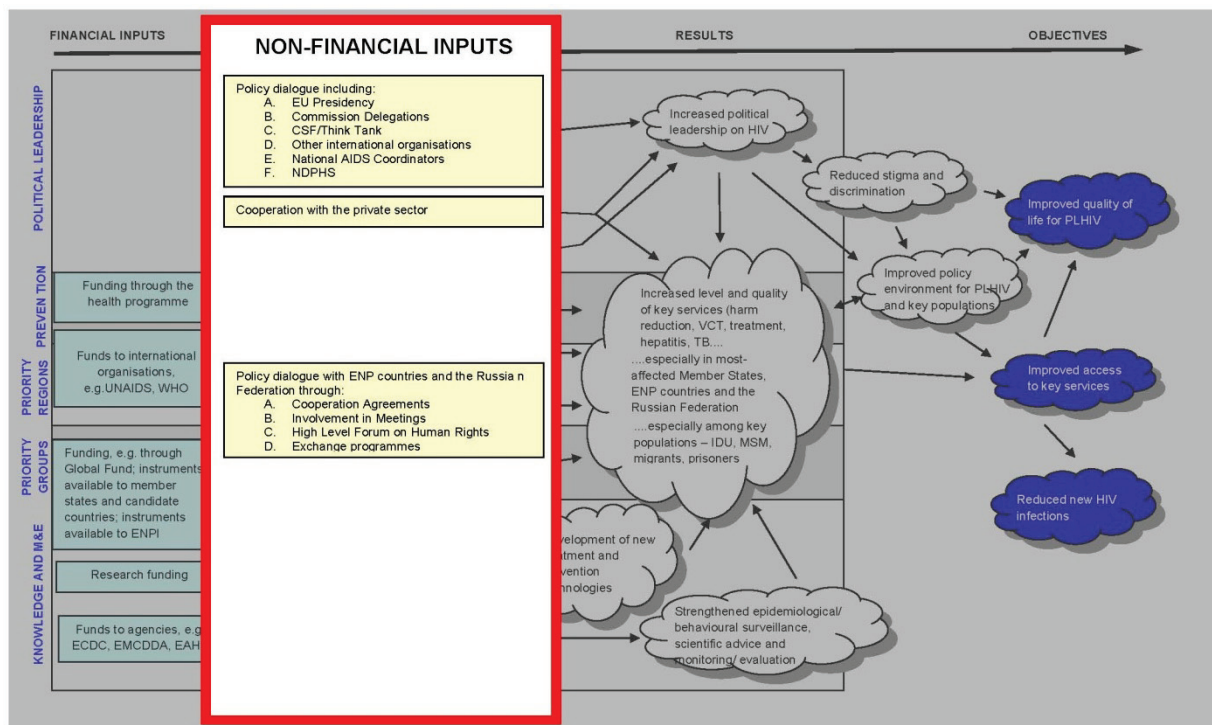 FINANCIAL INPUTS
NON-FINANCIAL INPUTS
RESULTS
OBJECTIVES
POLITICAL LEADERSHIP
PREVENTION
PRIORITY
REGIONS
PRIORITY
GROUPS
KNOWLEDGE AND M&E
Funding through the
health programme
Funds to international
organisations,
e.g.UNAIDS, WHO
Funding, e.g. through
Global Fund; instruments
available to member
states and candidate
countries; instruments
available to ENPI
Research funding
Funds to agencies, e.g
ECDC, EMCDDA,
Policy dialogue including:
A. EU Presidency
B. Commission Delegations
C. CSF/Think Tank
D. Other international organisations
E. National AIDS Coordinators
F. NDPHS
Cooperation with the private sector
Policy dialogue with ENP countries and the Russia n
Federation through:
A. Cooperation Agreements
B. Involvement in Meetings
C. High Level Forum on Human Rights
D. Exchange programmes
Increased political
leadership on HIV
Reduced stigma and
discrimination
Improved policy
environment for PLHIV
and key populations
Increased level and quality
of key services (harm
reduction, VCT, treatment,
hepatitis, TB....
....especially in most-
affected Member States,
ENP countries and the
Russian Federation
....especially among key
populations – IDU, MSM,
migrants, prisoners
of new
and
Strengthened epidemiological/
behavioural surveillance,
scientific advice and
monitoring/ evaluation
Improved quality of
life for PLHIV
Improved access
to key services
Reduced new HIV
infections